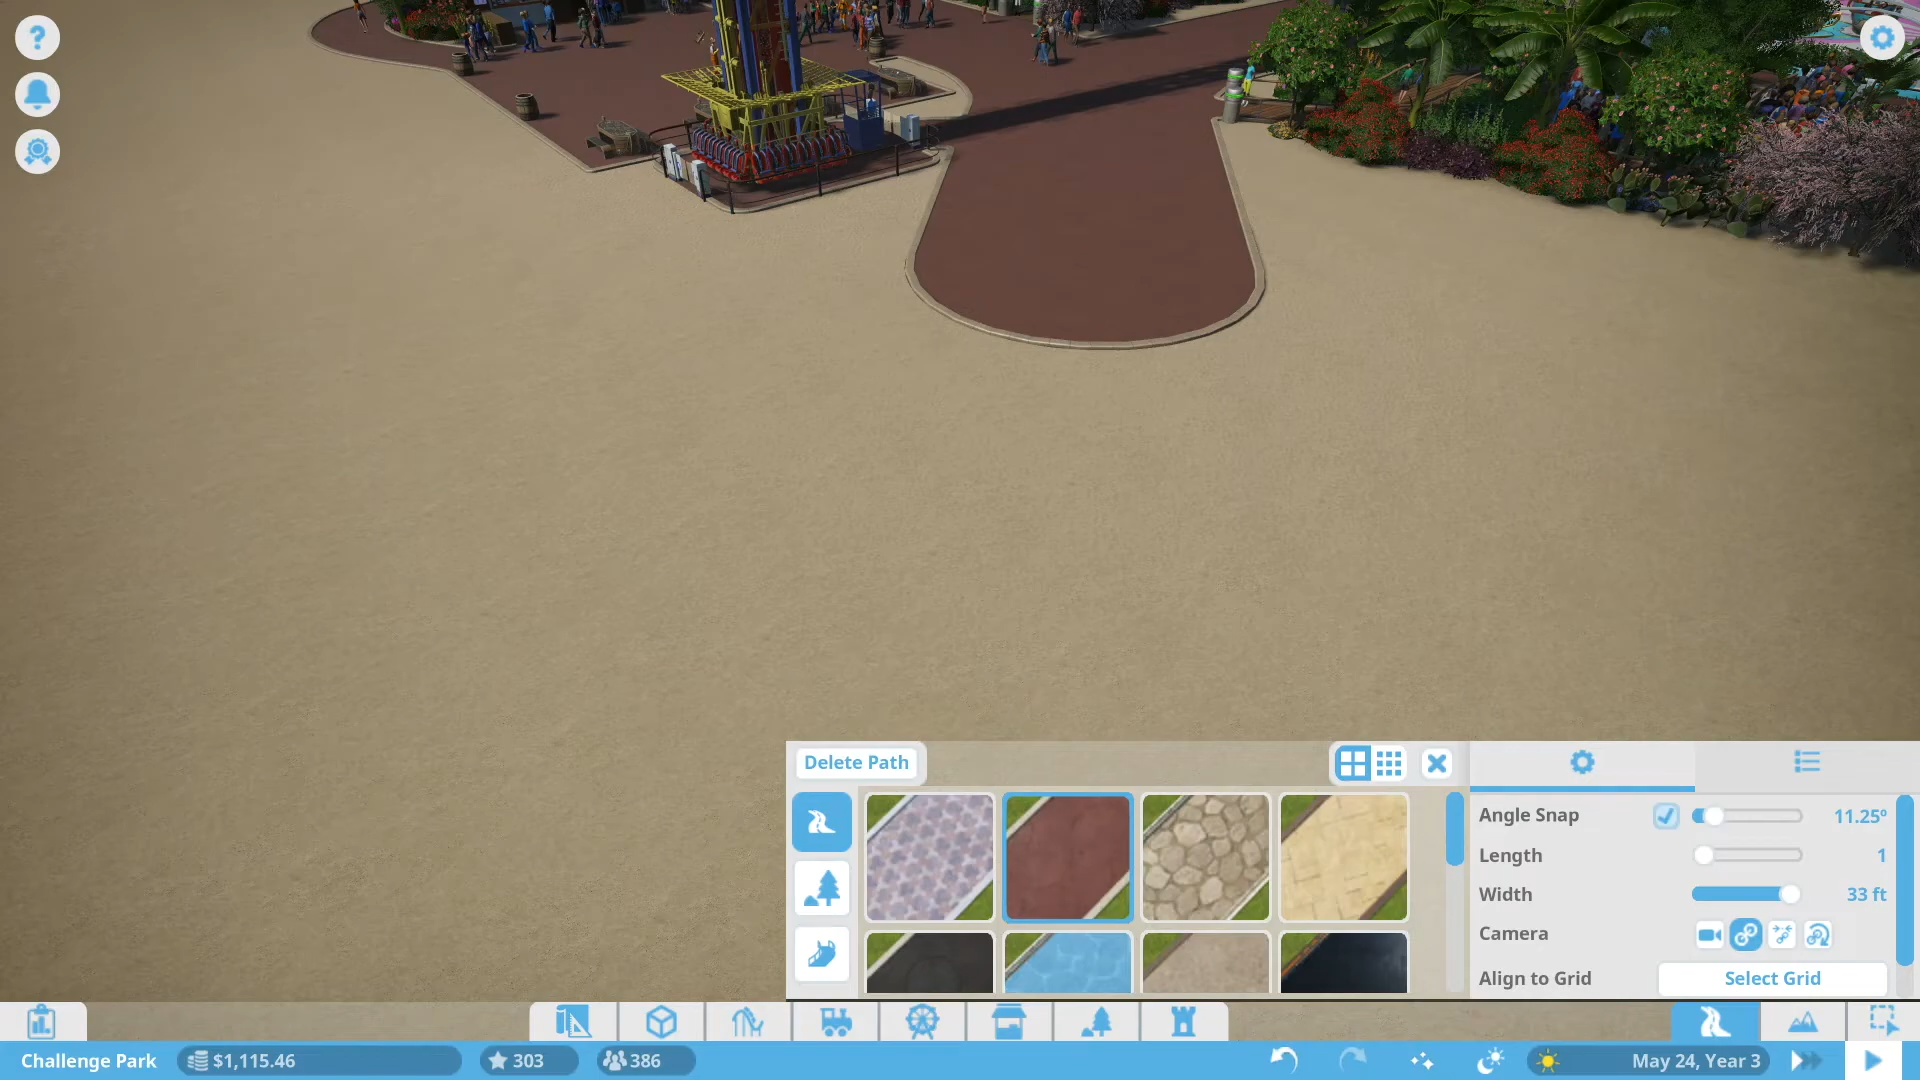 ?
Delete Path
Angle Snap 11.25º
Length 1
Width 33 ft
Camera
Align to Grid Select Grid
Challenge Park $1,115.46 303 386 May 24, Year 3